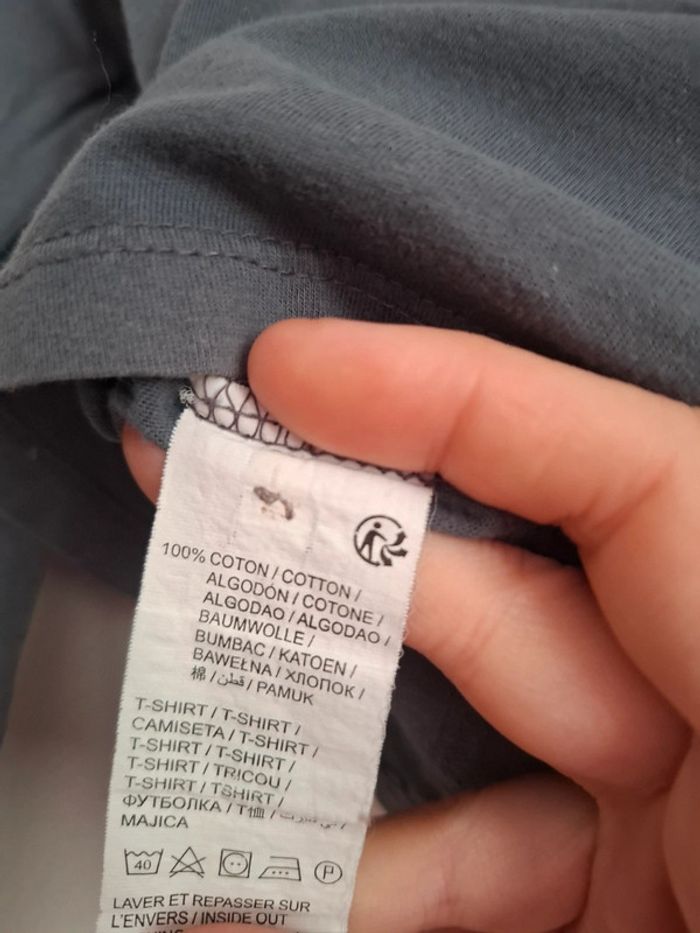 100% COTON / COTTON /
ALGODÓN / COTONE /
ALGODAO / ALGODAO /
BAUMWOLLE /
BUMBAC / KATOEN /
BAWEŁNA / ХЛОПОК /
棉 / قطن / PAMUK
T-SHIRT / T-SHIRT /
CAMISETA / T-SHIRT /
T-SHIRT / T-SHIRT /
T-SHIRT / TRICOU /
T-SHIRT / TSHIRT /
ФУТБОЛКА / T恤 /
MAJICA
40 P
LAVER ET REPASSER SUR
L'ENVERS / INSIDE OUT